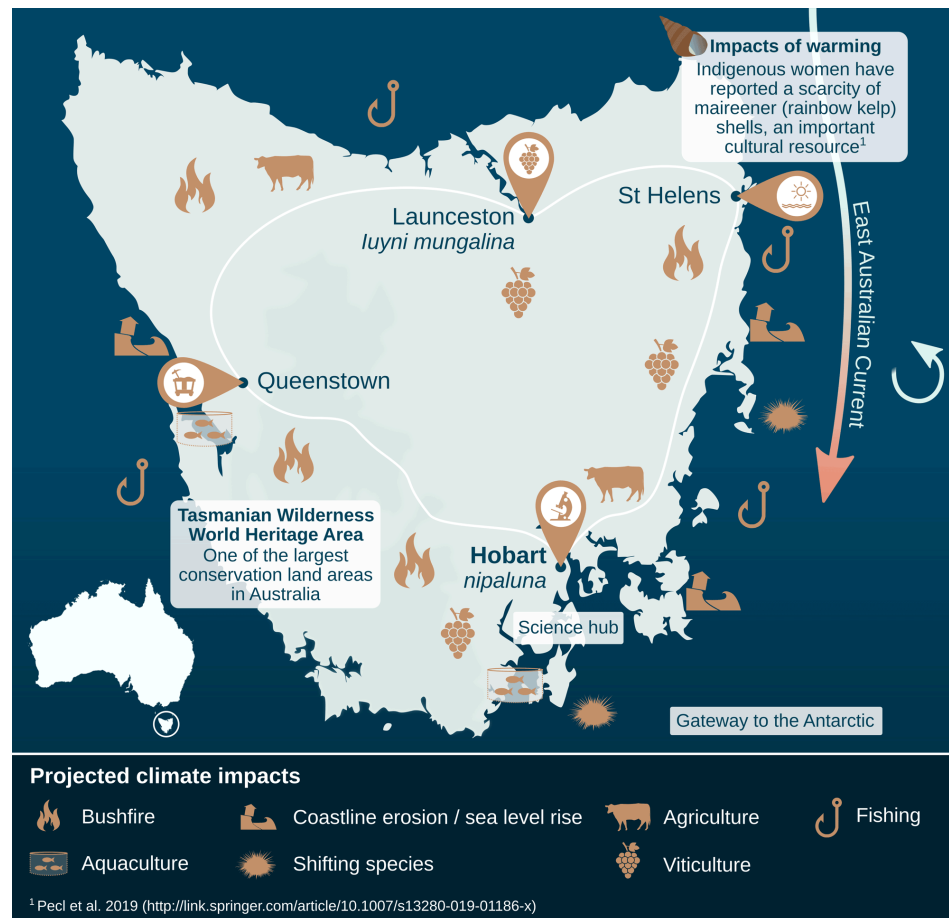 Impacts of warming
Indigenous women have
reported a scarcity of
maireener (rainbow kelp)
shells, an important
cultural resource1
St Helens
Launceston
luyni mungalina
East Australian Current
Queenstown
Tasmanian Wilderness
World Heritage Area
One of the largest
conservation land areas
in Australia
Hobart
nipaluna
Science hub
Gateway to the Antarctic
Projected climate impacts
Bushfire
Coastline erosion / sea level rise
Agriculture
Fishing
Aquaculture
Shifting species
Viticulture
1 Pecl et al. 2019 (http://link.springer.com/article/10.1007/s13280-019-01186-x)